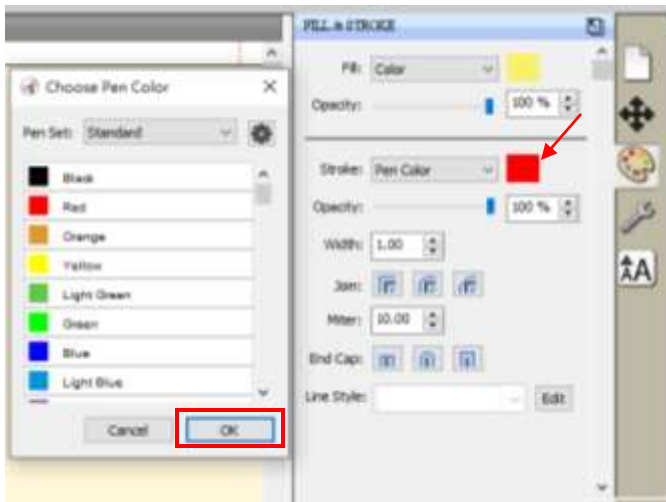 FILL & STROKE
Fill: Color
Opacity: 100 %
Stroke: Pen Color
Opacity: 100 %
Width: 1.00
Join:
Miter: 10.00
End Cap:
Line Style: Edit
AA
Choose Pen Color
Pen Set: Standard
Black
Red
Orange
Yellow
Light Green
Green
Blue
Light Blue
Cancel OK